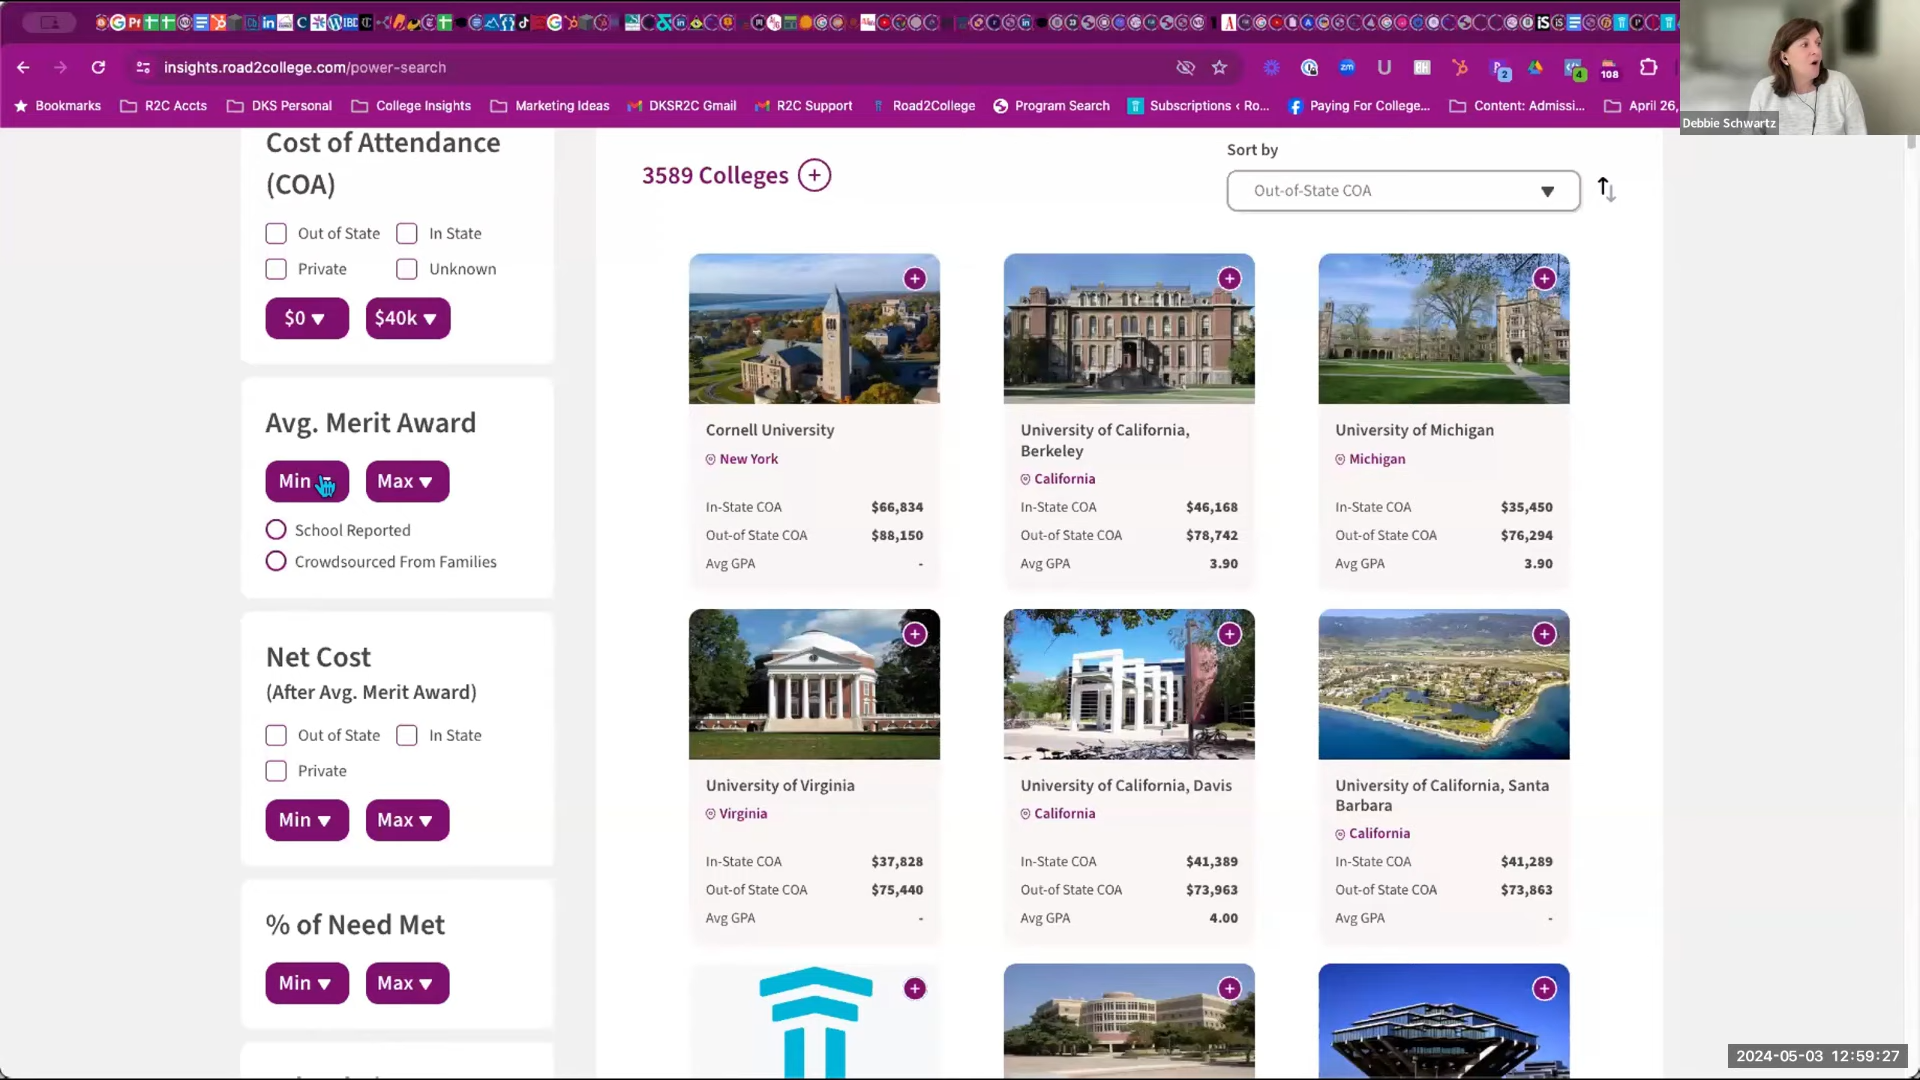 insights.road2college.com/power-search
2
4
108
Bookmarks
R2C Accts
DKS Personal
College Insights
Marketing Ideas
DKSR2C Gmail
R2C Support
Road2College
Program Search
Subscriptions ‹ Ro...
Paying For College...
Content: Admissi...
April 26,
Debbie Schwartz
Cost of Attendance
(COA)
Out of State
In State
Private
Unknown
$0
$40k
Avg. Merit Award
Min
Max
School Reported
Crowdsourced From Families
Net Cost
(After Avg. Merit Award)
Out of State
In State
Private
Min
Max
% of Need Met
Min
Max
3589 Colleges
Sort by
Out-of-State COA
Cornell University
New York
In-State COA $66,834
Out-of State COA $88,150
Avg GPA -
University of California,
Berkeley
California
In-State COA $46,168
Out-of State COA $78,742
Avg GPA 3.90
University of Michigan
Michigan
In-State COA $35,450
Out-of State COA $76,294
Avg GPA 3.90
University of Virginia
Virginia
In-State COA $37,828
Out-of State COA $75,440
Avg GPA -
University of California, Davis
California
In-State COA $41,389
Out-of State COA $73,963
Avg GPA 4.00
University of California, Santa
Barbara
California
In-State COA $41,289
Out-of State COA $73,863
Avg GPA -
2024-05-03 12:59:27